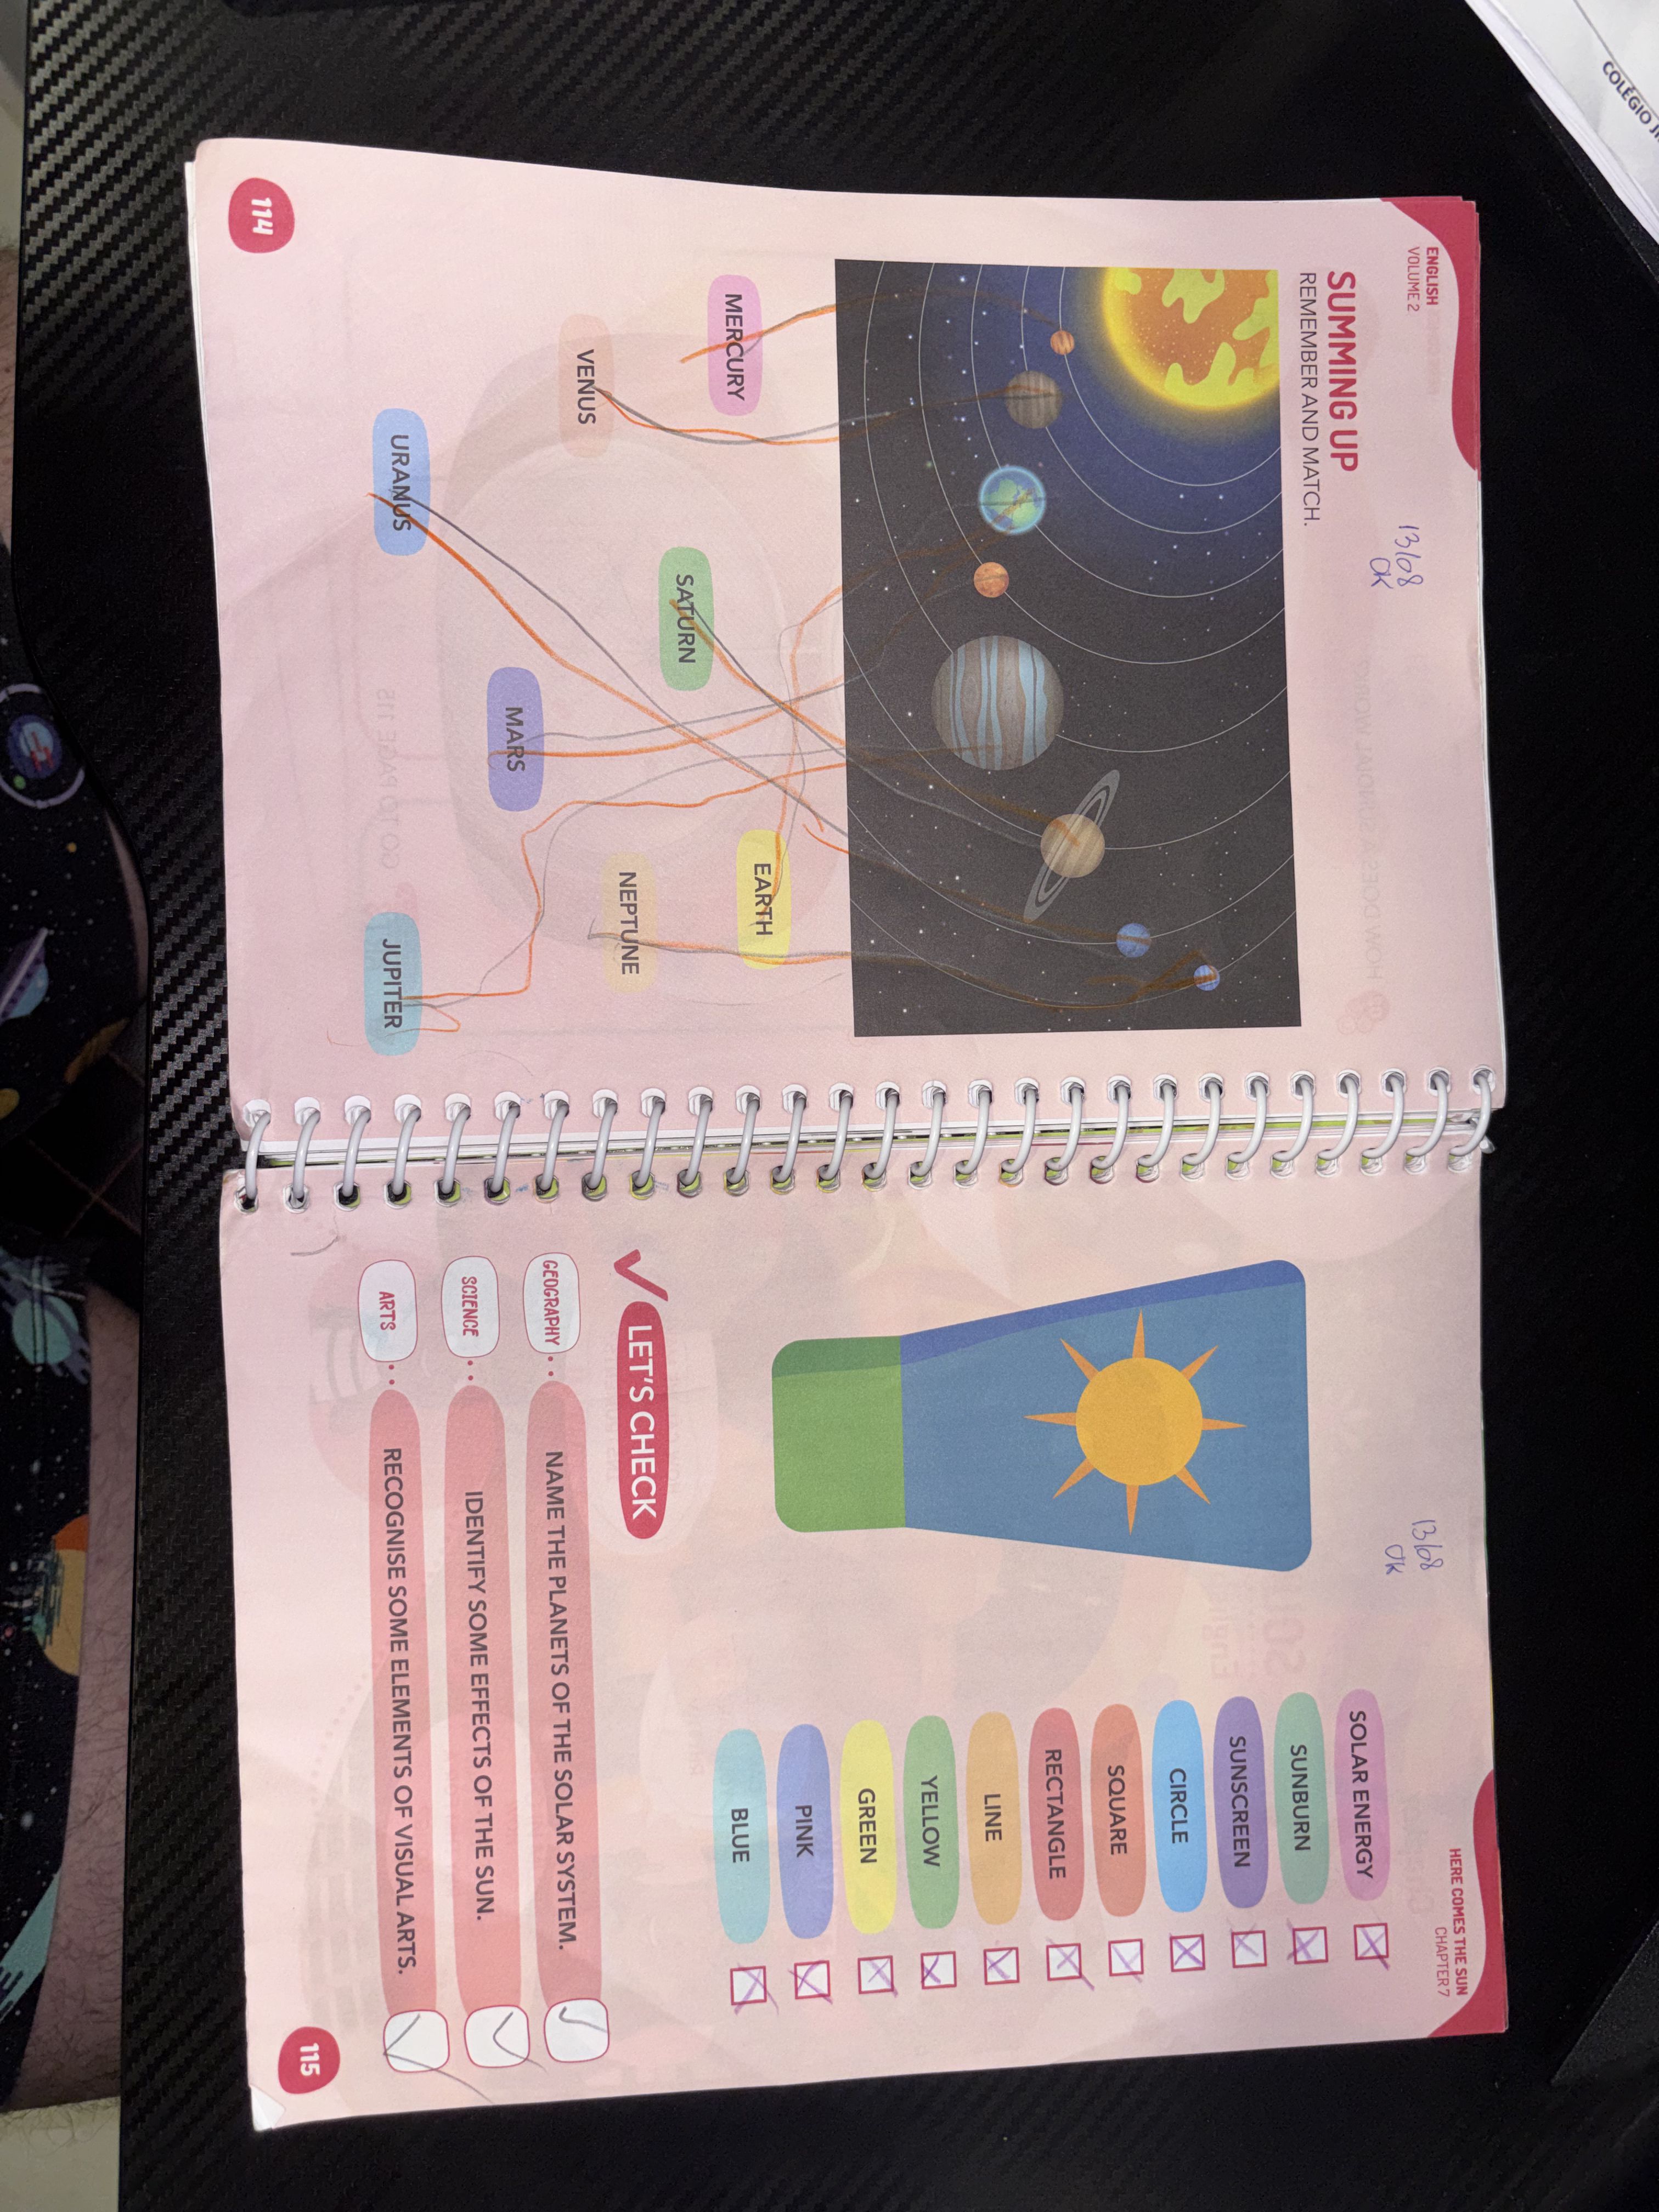 COLÉGIO
ENGLISH
VOLUME 2
13/08
OK
SUMMING UP
REMEMBER AND MATCH.
MERCURY
EARTH
SATURN
NEPTUNE
VENUS
MARS
URANUS
JUPITER
114
HERE COMES THE SUN
CHAPTER 7
13/08
OK
SOLAR ENERGY
SUNBURN
SUNSCREEN
CIRCLE
SQUARE
RECTANGLE
LINE
YELLOW
GREEN
PINK
BLUE
LET'S CHECK
GEOGRAPHY
NAME THE PLANETS OF THE SOLAR SYSTEM.
SCIENCE
IDENTIFY SOME EFFECTS OF THE SUN.
ARTS
RECOGNISE SOME ELEMENTS OF VISUAL ARTS.
115